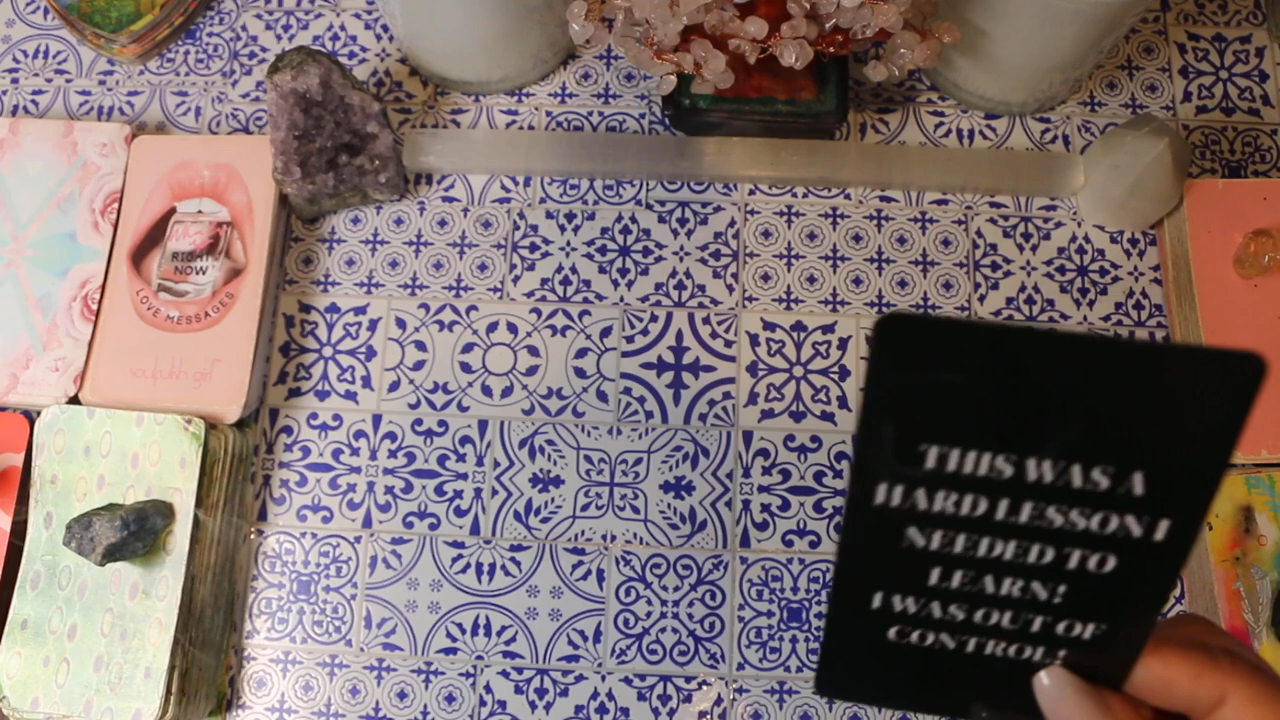 RIGHT
NOW
LOVE MESSAGES
THIS WAS A
HARD LESSON I
NEEDED TO
LEARN!
I WAS OUT OF
CONTROL!